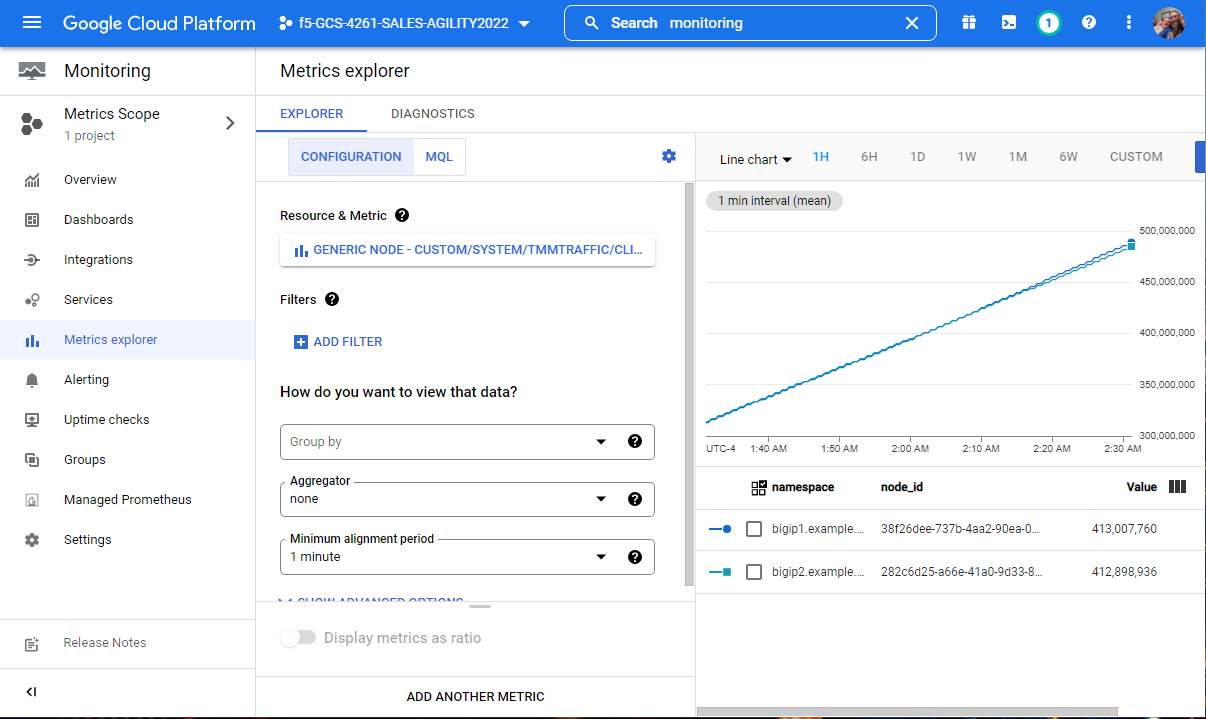 Google Cloud Platform
f5-GCS-4261-SALES-AGILITY2022
Search monitoring
1
Monitoring
Metrics Scope
1 project
Overview
Dashboards
Integrations
Services
Metrics explorer
Alerting
Uptime checks
Groups
Managed Prometheus
Settings
Release Notes
Metrics explorer
EXPLORER DIAGNOSTICS
CONFIGURATION MQL
Resource & Metric
GENERIC NODE - CUSTOM/SYSTEM/TMMTRAFFIC/CLI...
Filters
ADD FILTER
How do you want to view that data?
Group by
Aggregator
none
Minimum alignment period
1 minute
SHOW ADVANCED OPTIONS
Display metrics as ratio
ADD ANOTHER METRIC
Line chart 1H 6H 1D 1W 1M 6W CUSTOM
1 min interval (mean)
500,000,000
450,000,000
400,000,000
350,000,000
300,000,000
UTC-4 1:40 AM 1:50 AM 2:00 AM 2:10 AM 2:20 AM 2:30 AM
namespace node_id Value
bigip1.example.... 38f26dee-737b-4aa2-90ea-0... 413,007,760
bigip2.example.... 282c6d25-a66e-41a0-9d33-8... 412,898,936